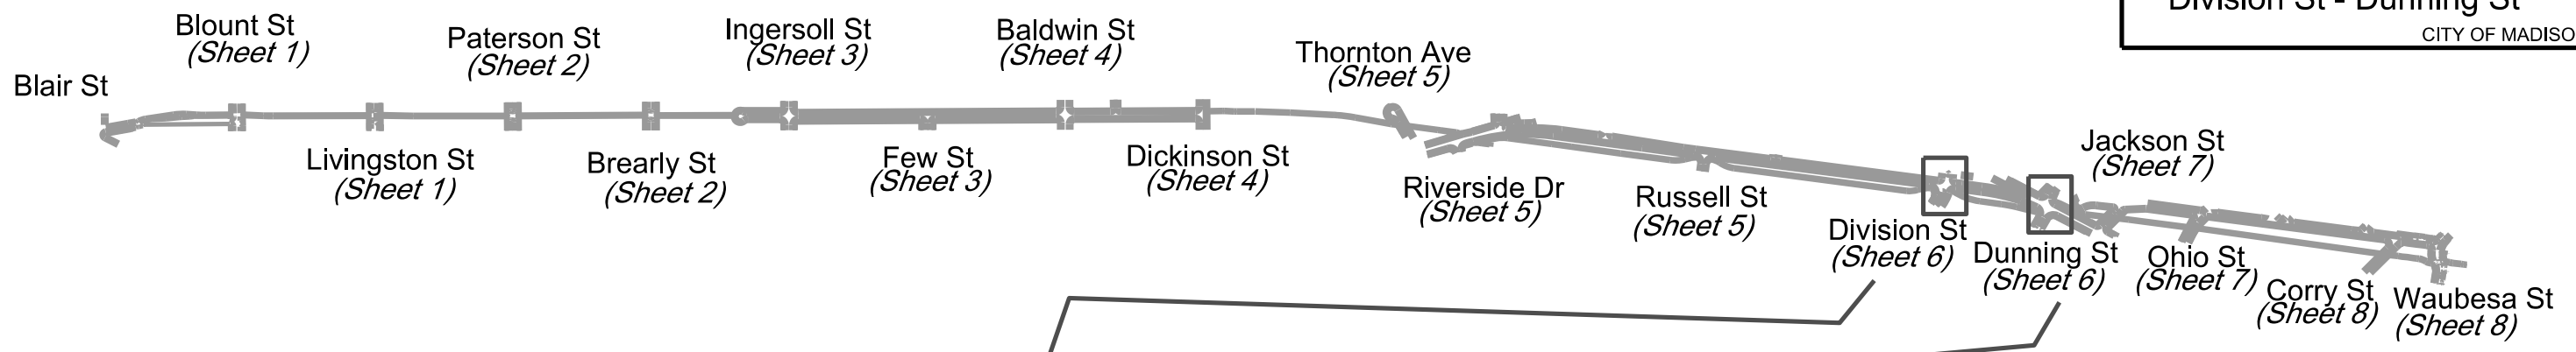 Division St - Dunning St
CITY OF MADISO
Blair St
Blount St
(Sheet 1)
Livingston St
(Sheet 1)
Paterson St
(Sheet 2)
Brearly St
(Sheet 2)
Ingersoll St
(Sheet 3)
Few St
(Sheet 3)
Baldwin St
(Sheet 4)
Dickinson St
(Sheet 4)
Thornton Ave
(Sheet 5)
Riverside Dr
(Sheet 5)
Russell St
(Sheet 5)
Division St
(Sheet 6)
Dunning St
(Sheet 6)
Jackson St
(Sheet 7)
Ohio St
(Sheet 7)
Corry St
(Sheet 8)
Waubesa St
(Sheet 8)